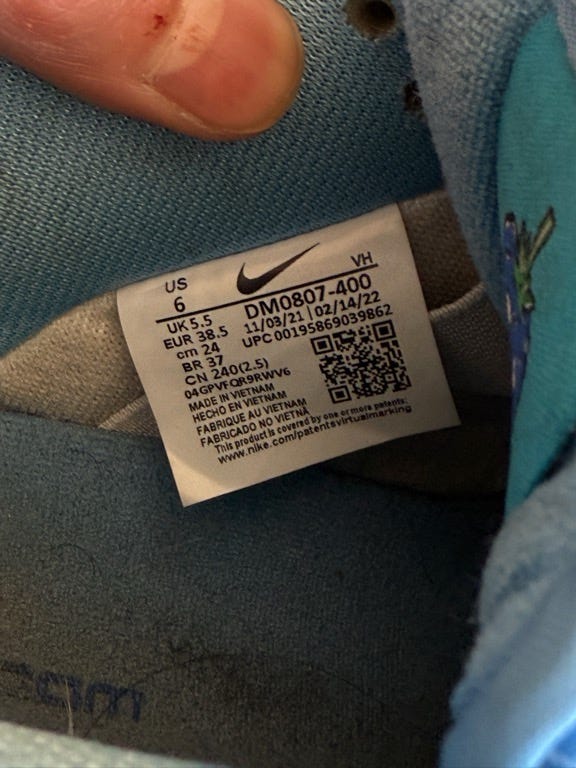 US
6
VH
DM0807-400
UK 5.5
11/03/21 | 02/14/22
EUR 38.5
UPC 00195869039862
cm 24
BR 37
CN 240(2.5)
04GPVF QR9RWV6
MADE IN VIETNAM
HECHO EN VIETNAM
FABRIQUE AU VIETNAM
FABRICADO NO VIETNÃ
This product is covered by one or more patents:
www.nike.com/patentsvirtualmarking